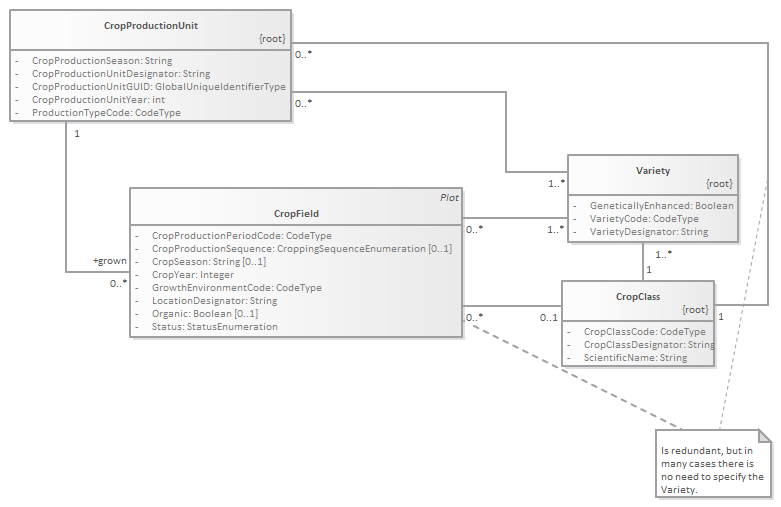 CropProductionUnit
{root}
- CropProductionSeason: String
- CropProductionUnitDesignator: String
- CropProductionUnitGUID: GlobalUniqueIdentifierType
- CropProductionUnitYear: int
- ProductionTypeCode: CodeType
0..*
0..*
1
Variety
{root}
- GeneticallyEnhanced: Boolean
- VarietyCode: CodeType
- VarietyDesignator: String
1..*
1..*
1..*
1
Plot
CropField
- CropProductionPeriodCode: CodeType
- CropProductionSequence: CroppingSequenceEnumeration [0..1]
- CropSeason: String [0..1]
- CropYear: Integer
- GrowthEnvironmentCode: CodeType
- LocationDesignator: String
- Organic: Boolean [0..1]
- Status: StatusEnumeration
+grown
0..*
0..*
0..*
0..1
CropClass
{root}
- CropClassCode: CodeType
- CropClassDesignator: String
- ScientificName: String
1
Is redundant, but in
many cases there is
no need to specify the
Variety.